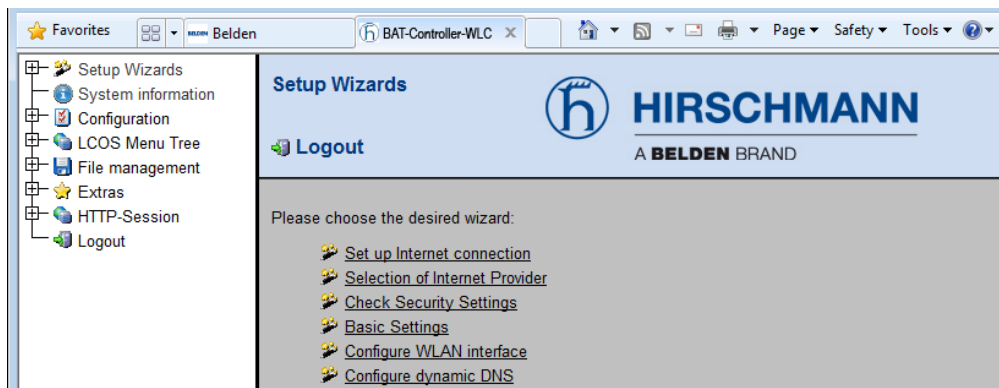 Favorites BELDEN Belden BAT-Controller-WLC X Page Safety Tools ?
Setup Wizards
System information
Configuration
LCOS Menu Tree
File management
Extras
HTTP-Session
Logout
Setup Wizards
Logout
HIRSCHMANN
A BELDEN BRAND
Please choose the desired wizard:
Set up Internet connection
Selection of Internet Provider
Check Security Settings
Basic Settings
Configure WLAN interface
Configure dynamic DNS